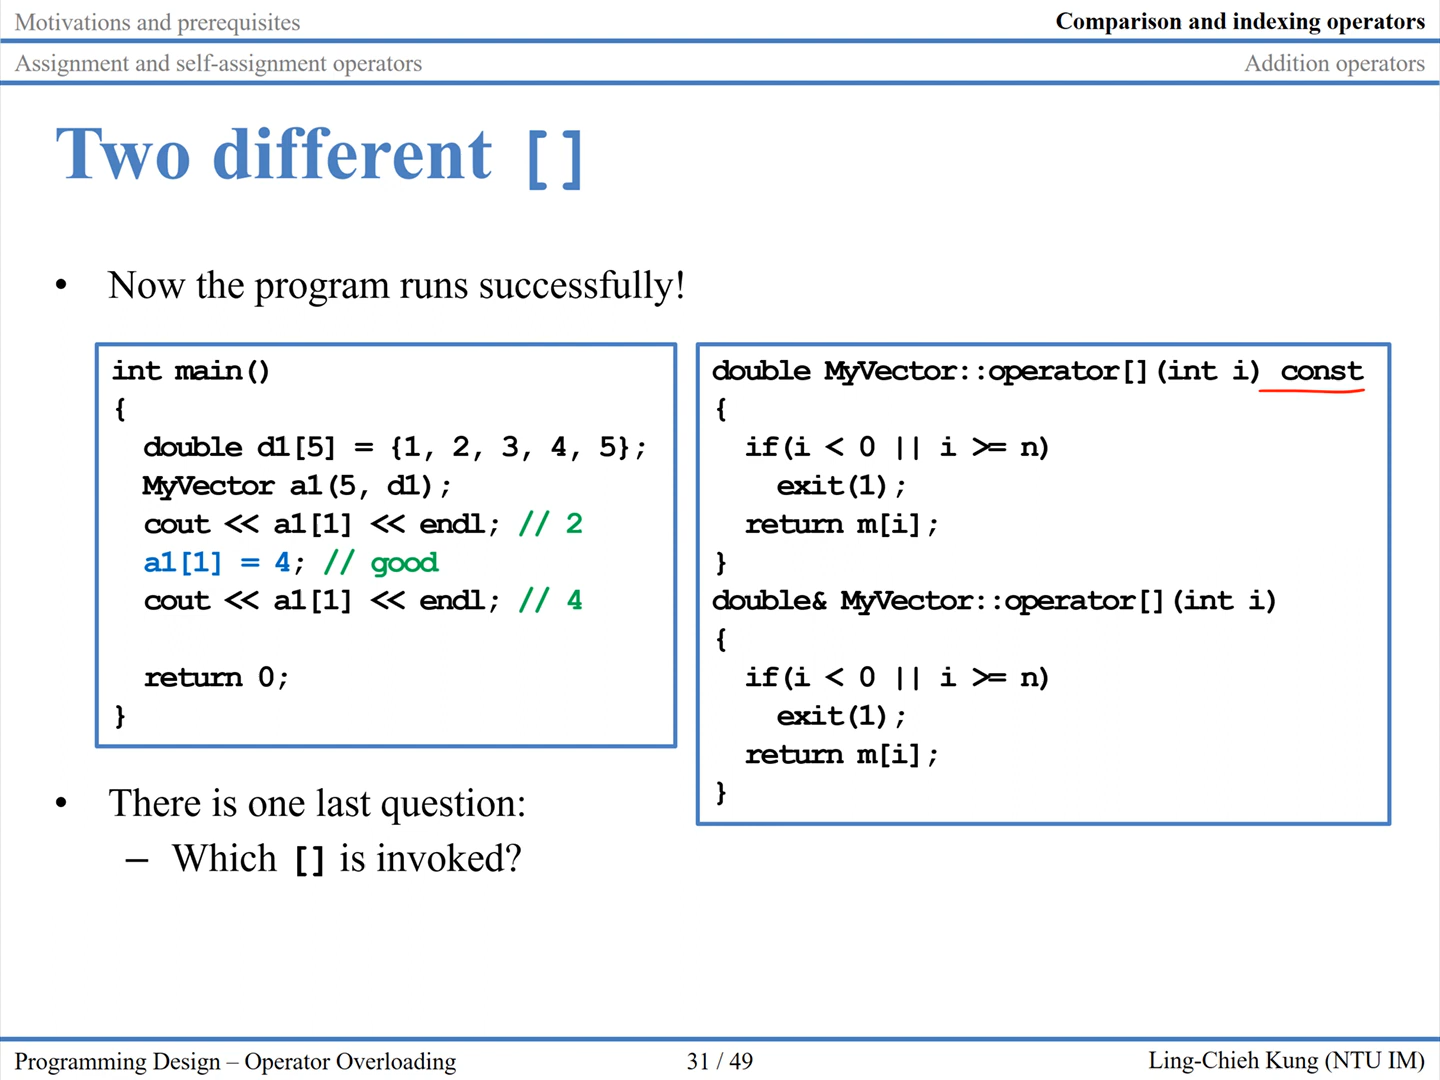 Motivations and prerequisites
Comparison and indexing operators
Assignment and self-assignment operators
Addition operators
Two different []
• Now the program runs successfully!
int main()
{
  double d1[5] = {1, 2, 3, 4, 5};
  MyVector a1(5, d1);
  cout << a1[1] << endl; // 2
  a1[1] = 4; // good
  cout << a1[1] << endl; // 4
  return 0;
}
double MyVector::operator[](int i) const
{
  if(i < 0 || i >= n)
    exit(1);
  return m[i];
}
double& MyVector::operator[](int i)
{
  if(i < 0 || i >= n)
    exit(1);
  return m[i];
}
• There is one last question:
– Which [] is invoked?
Programming Design – Operator Overloading
31 / 49
Ling-Chieh Kung (NTU IM)